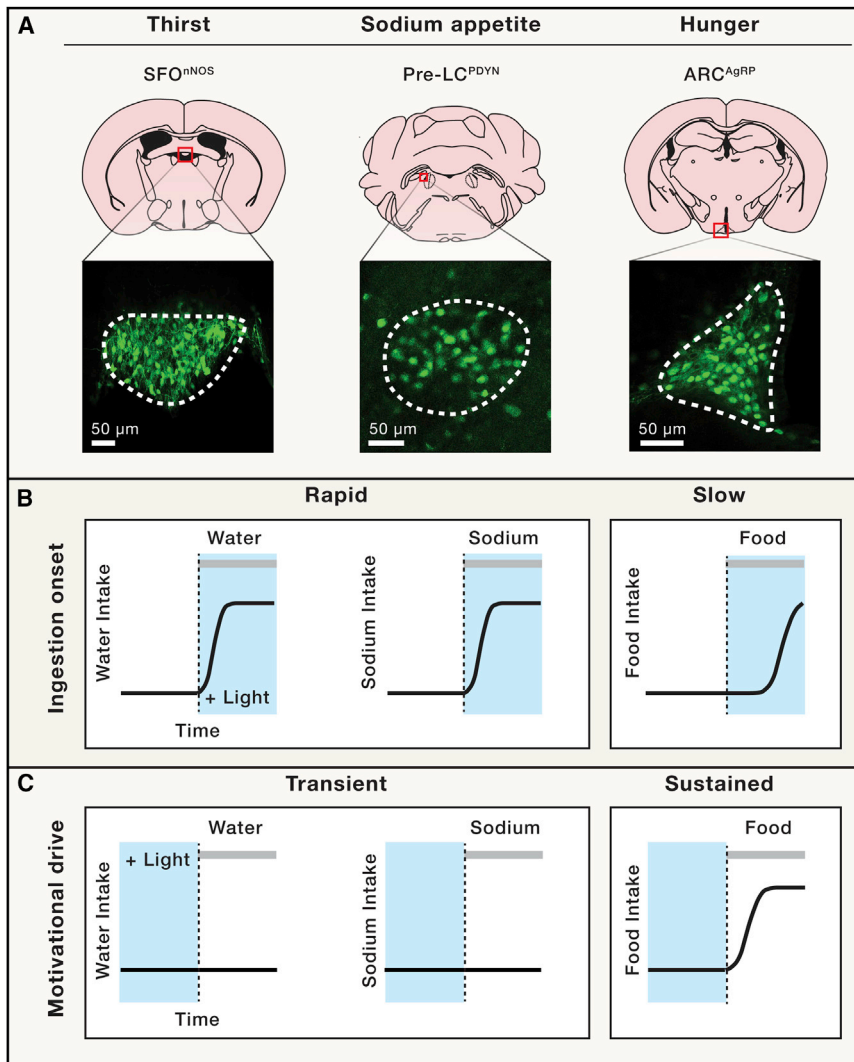 A
Thirst
Sodium appetite
Hunger
SFOnNOS
Pre-LCPDYN
ARCAgRP
50 µm
50 µm
50 µm
B
Rapid
Slow
Ingestion onset
Water
Water Intake
+ Light
Time
Sodium
Sodium Intake
Food
Food Intake
C
Transient
Sustained
Motivational drive
Water
+ Light
Water Intake
Time
Sodium
Sodium Intake
Food
Food Intake